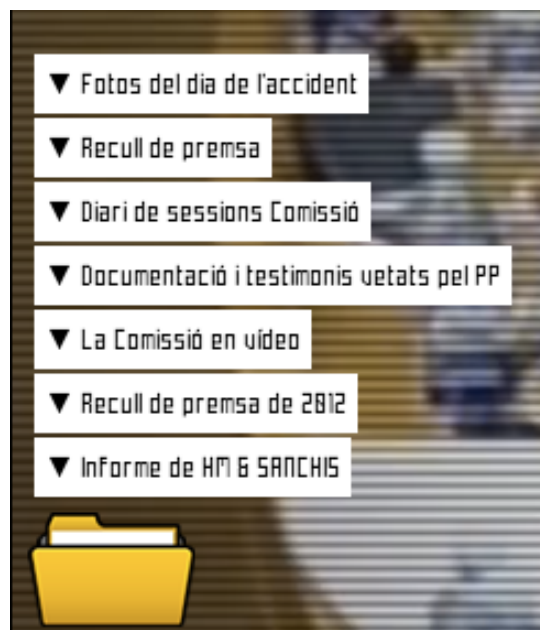 ▼ Fotos del dia de l'accident
▼ Recull de premsa
▼ Diari de sessions Comissió
▼ Documentació i testimonis vetats pel PP
▼ La Comissió en vídeo
▼ Recull de premsa de 2012
▼ Informe de HM & SANCHIS